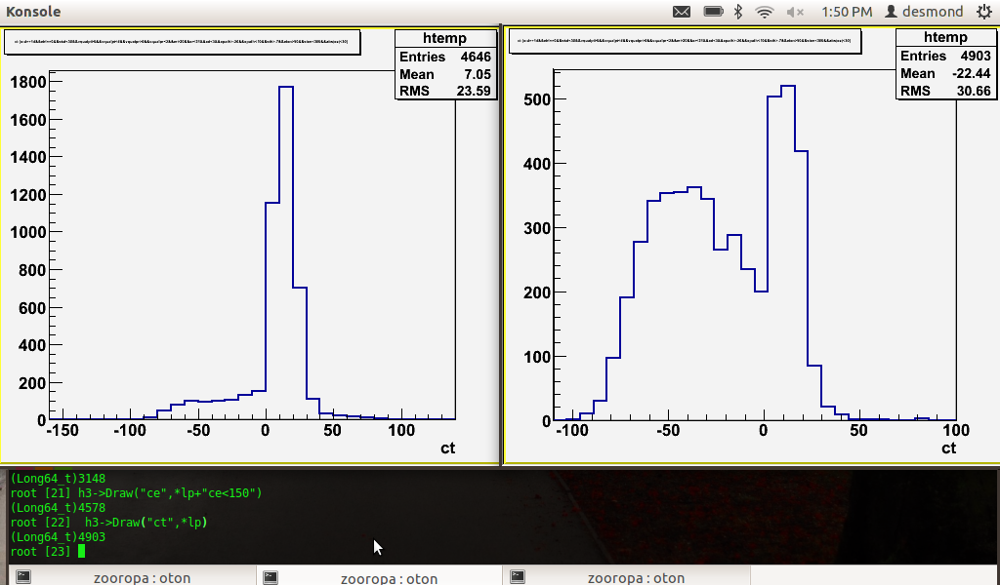 Konsole
1:50 PM desmond
htemp
Entries 4646
Mean 7.05
RMS 23.59
1800
1600
1400
1200
1000
800
600
400
200
0
-150 -100 -50 0 50 100
ct
htemp
Entries 4903
Mean -22.44
RMS 30.66
500
400
300
200
100
0
-100 -50 0 50 100
ct
(Long64_t)3148
root [21] h3->Draw("ce",*lp+"ce<150")
(Long64_t)4578
root [22]  h3->Draw("ct",*lp)
(Long64_t)4903
root [23]
zooropa : oton zooropa : oton zooropa : oton